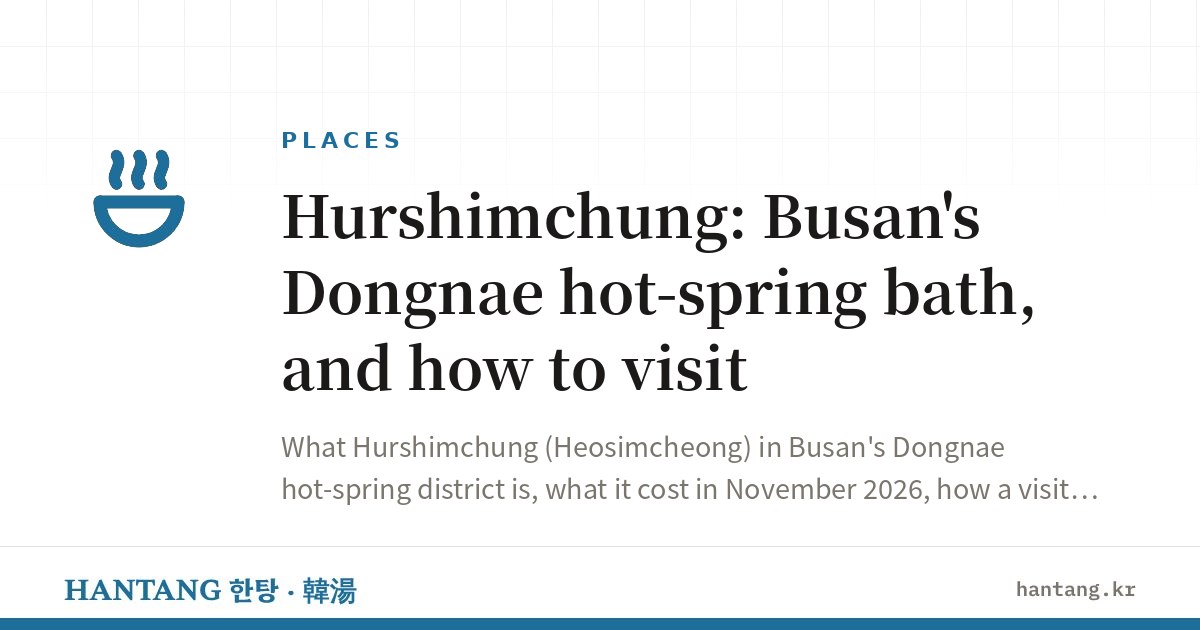 PLACES
Hurshimchung: Busan's
Dongnae hot-spring bath,
and how to visit
What Hurshimchung (Heosimcheong) in Busan's Dongnae
hot-spring district is, what it cost in November 2026, how a visit…
HANTANG 한탕 · 韓湯
hantang.kr